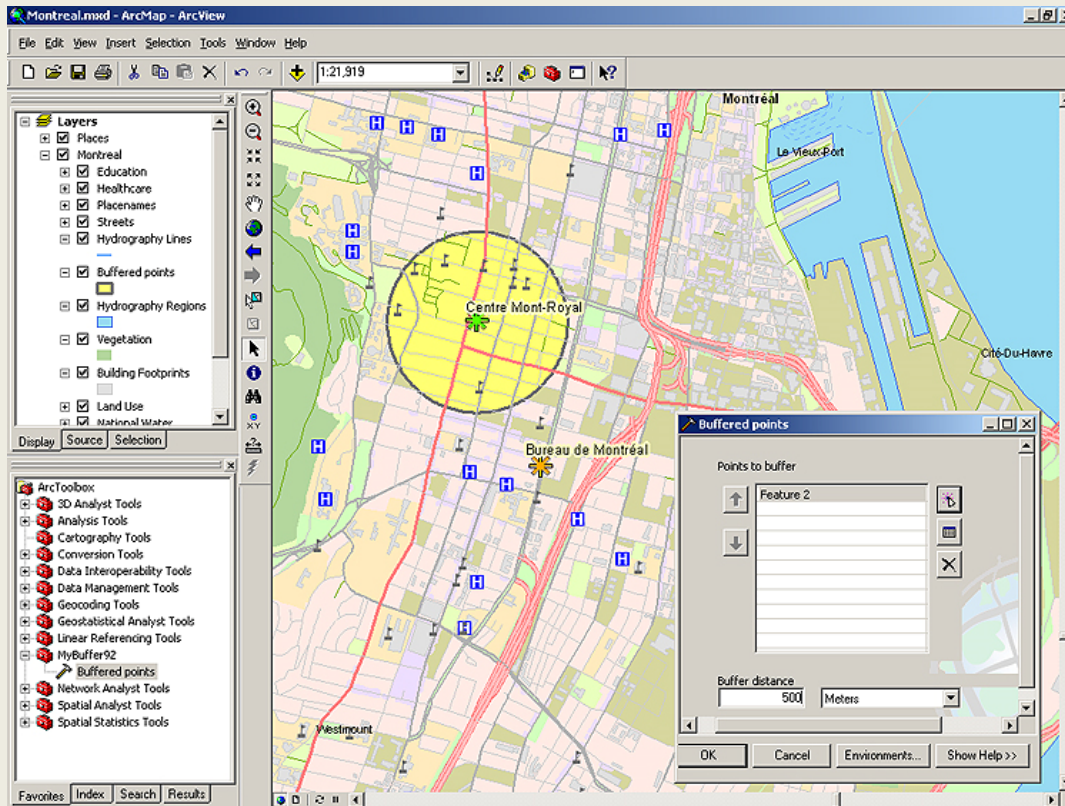 Montreal.mxd - ArcMap - ArcView
File Edit View Insert Selection Tools Window Help
1:21,919
Layers
Places
Montreal
Education
Healthcare
Placenames
Streets
Hydrography Lines
Buffered points
Hydrography Regions
Vegetation
Building Footprints
Land Use
National Water
Display Source Selection
ArcToolbox
3D Analyst Tools
Analysis Tools
Cartography Tools
Conversion Tools
Data Interoperability Tools
Data Management Tools
Geocoding Tools
Geostatistical Analyst Tools
Linear Referencing Tools
MyBuffer92
Buffered points
Network Analyst Tools
Spatial Analyst Tools
Spatial Statistics Tools
Favorites Index Search Results
XY
Montréal
Le Vieux-Port
H H H
H H
H
H
H
Centre Mont-Royal
Cité-Du-Havre
Bureau de Montréal
H
H H
H
H
H
H
H
Westmount
Buffered points
Points to buffer
Feature 2
Buffer distance
500 Meters
OK Cancel Environments... Show Help >>